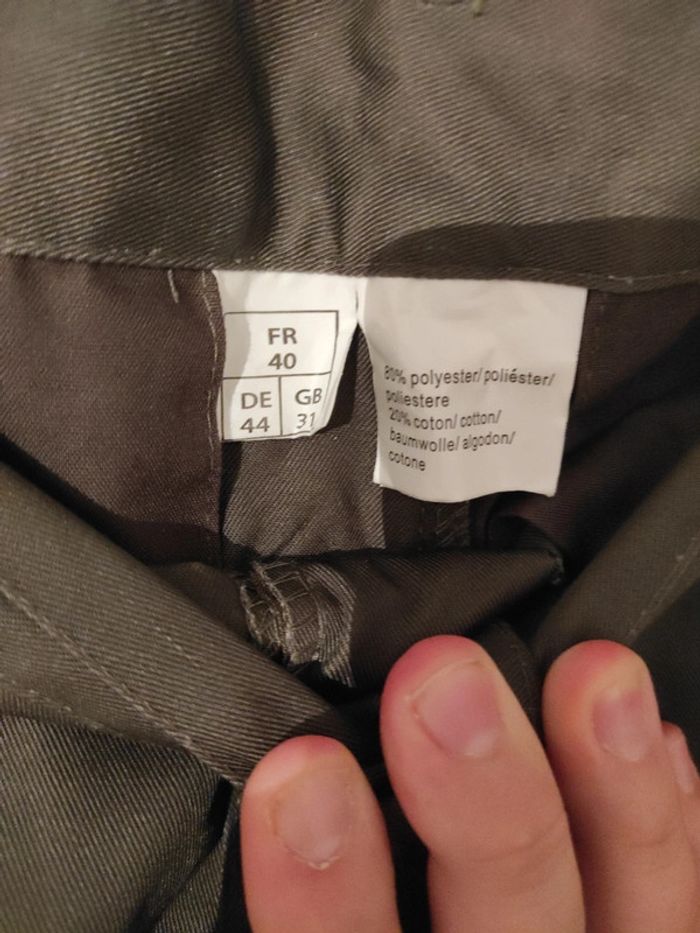 FR
40
DE GB
44 31
80% polyester/poliéster/
poliestere
20% coton/cotton/
baumwolle/algodon/
cotone